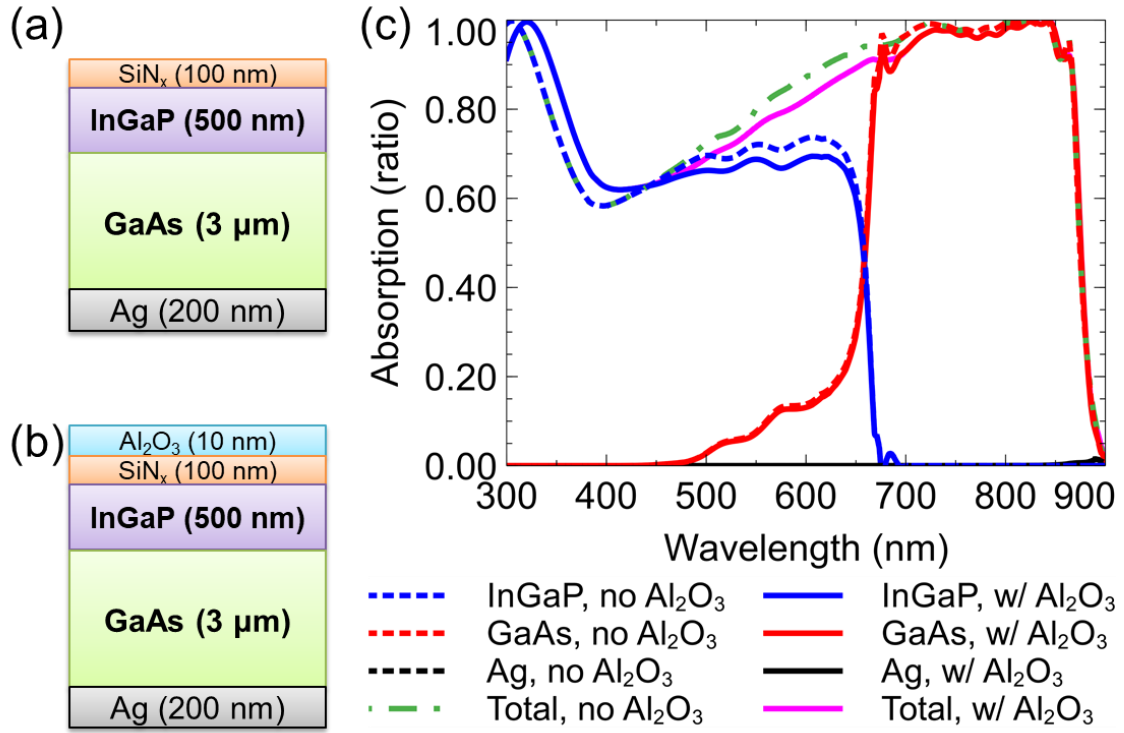 (a)
SiNₓ (100 nm)
InGaP (500 nm)
GaAs (3 µm)
Ag (200 nm)
(b)
Al₂O₃ (10 nm)
SiNₓ (100 nm)
InGaP (500 nm)
GaAs (3 µm)
Ag (200 nm)
(c)
Absorption (ratio)
1.00
0.80
0.60
0.40
0.20
0.00
300 400 500 600 700 800 900
Wavelength (nm)
InGaP, no Al₂O₃
GaAs, no Al₂O₃
Ag, no Al₂O₃
Total, no Al₂O₃
InGaP, w/ Al₂O₃
GaAs, w/ Al₂O₃
Ag, w/ Al₂O₃
Total, w/ Al₂O₃